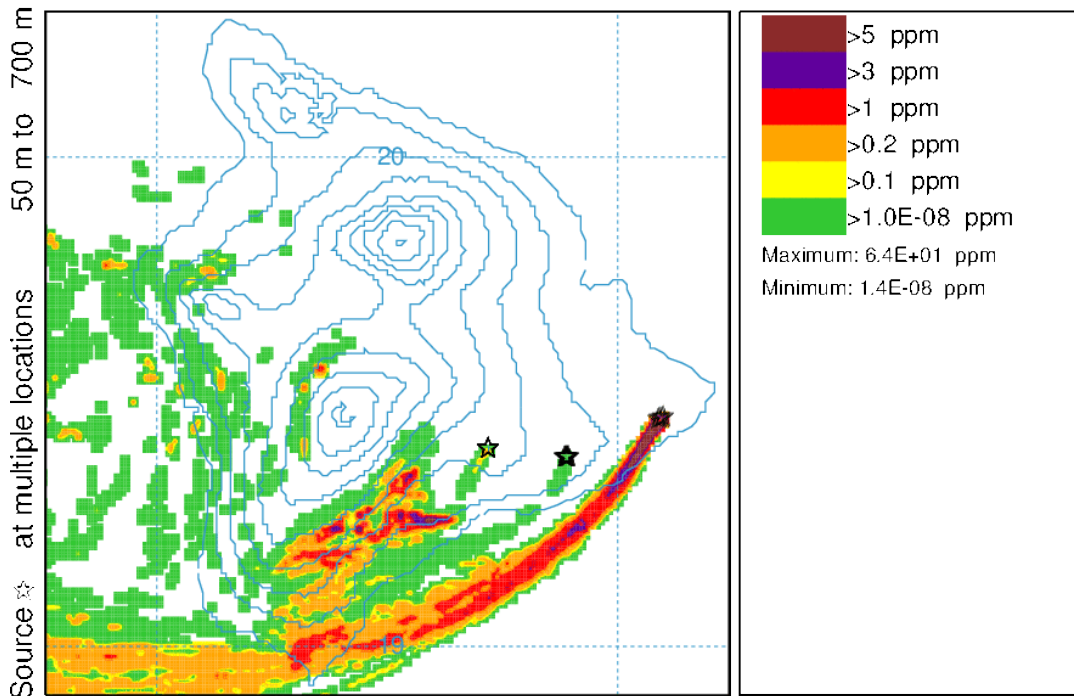 Source ☆ at multiple locations 50 m to 700 m
20
19
>5 ppm
>3 ppm
>1 ppm
>0.2 ppm
>0.1 ppm
>1.0E-08 ppm
Maximum: 6.4E+01 ppm
Minimum: 1.4E-08 ppm